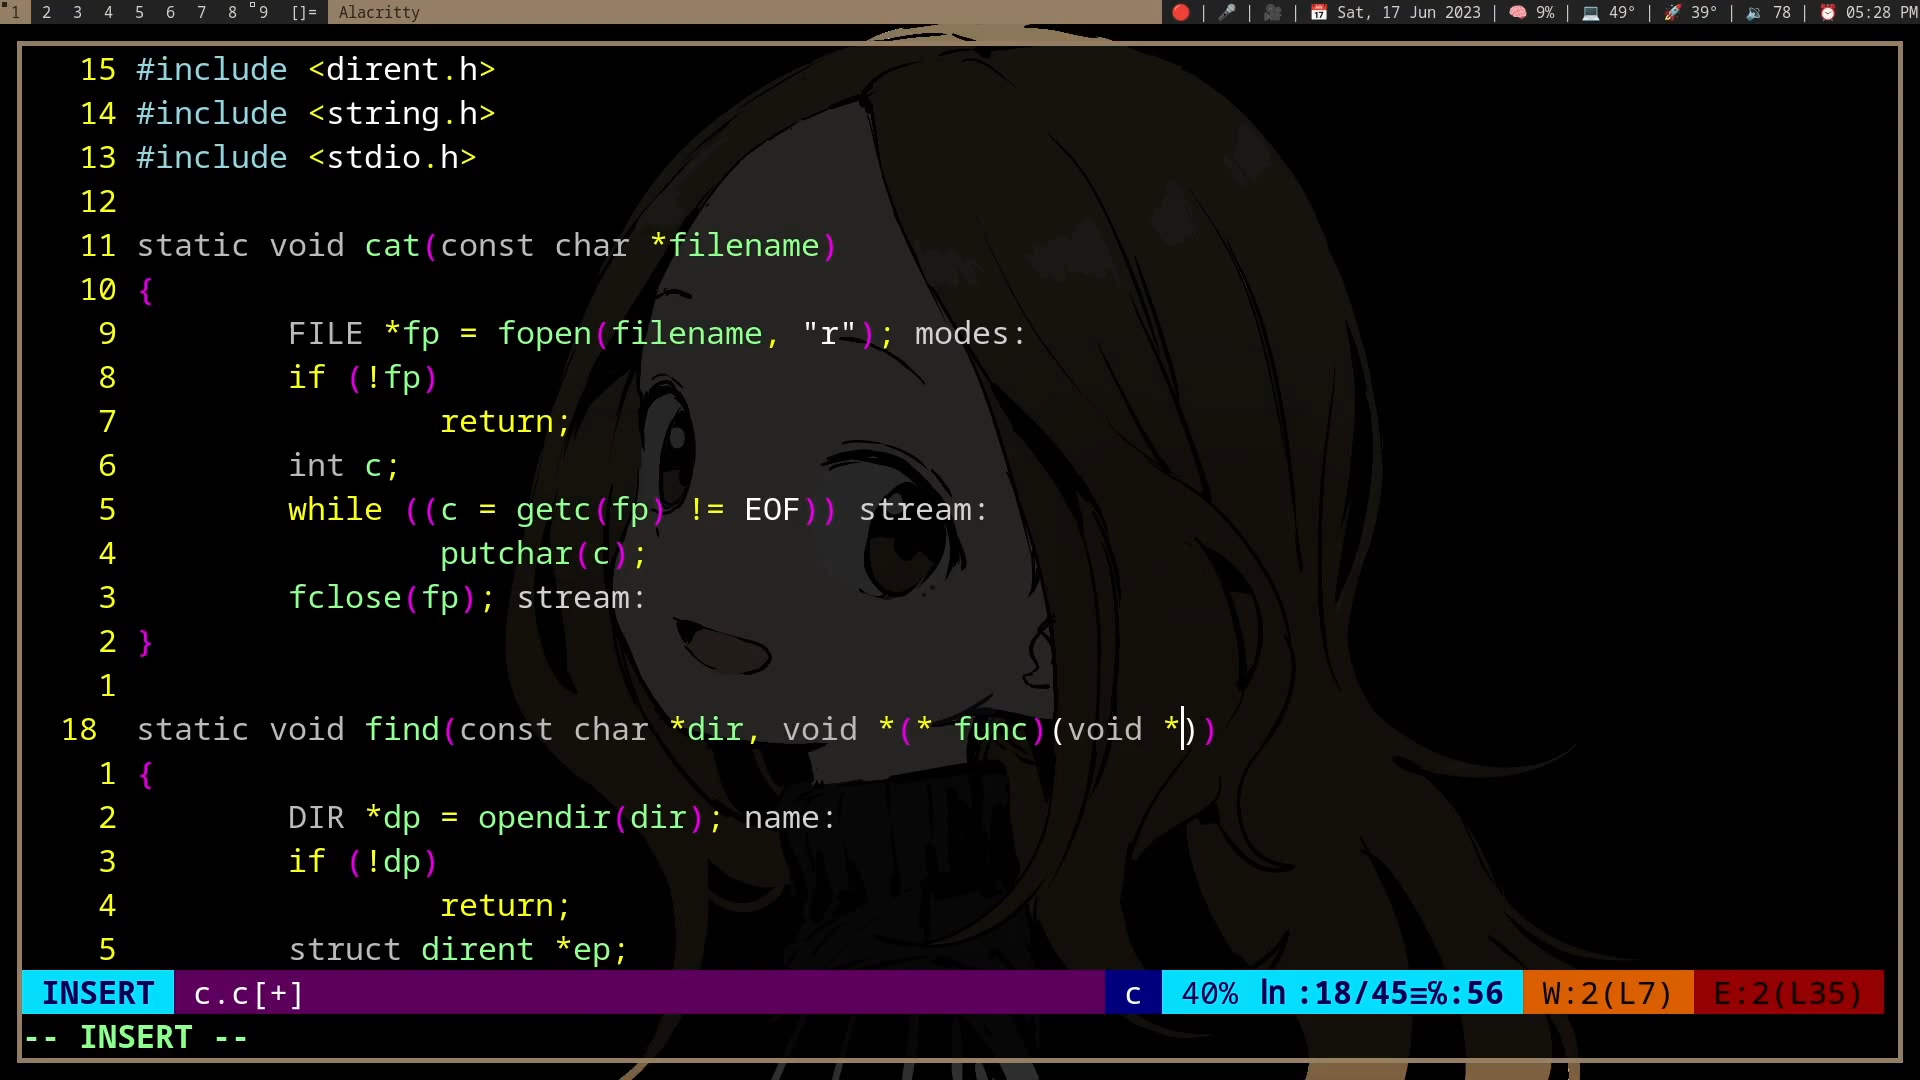 1 2 3 4 5 6 7 8 9 []= Alacritty | | | Sat, 17 Jun 2023 | 9% | 49° | 39° | 78 | 05:28 PM
15 #include <dirent.h>
14 #include <string.h>
13 #include <stdio.h>
12
11 static void cat(const char *filename)
10 {
9 FILE *fp = fopen(filename, "r"); modes:
8 if (!fp)
7 return;
6 int c;
5 while ((c = getc(fp) != EOF)) stream:
4 putchar(c);
3 fclose(fp); stream:
2 }
1
18 static void find(const char *dir, void *(* func)(void *))
1 {
2 DIR *dp = opendir(dir); name:
3 if (!dp)
4 return;
5 struct dirent *ep;
INSERT c.c[+] c 40% ln :18/45≡℅:56 W:2(L7) E:2(L35)
-- INSERT --